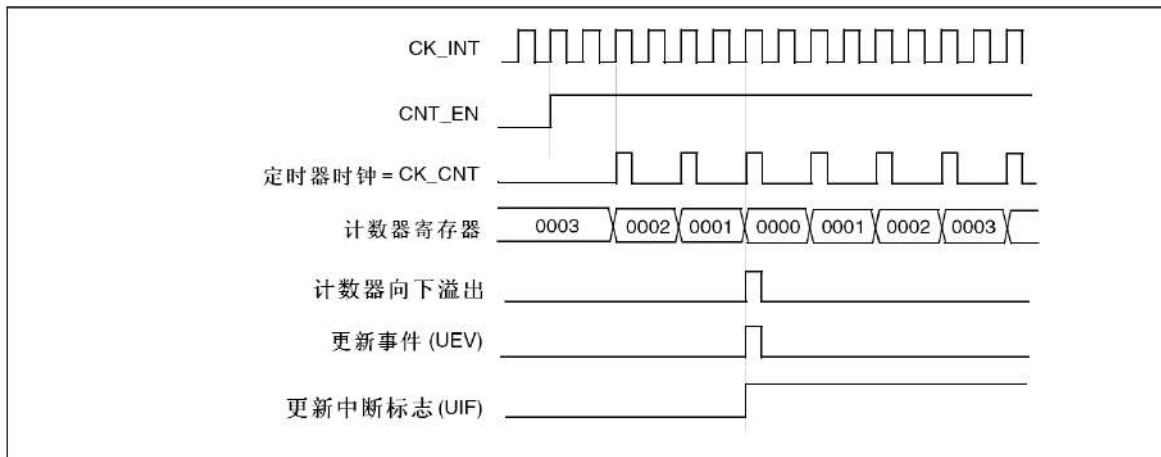 CK_INT
CNT_EN
定时器时钟 = CK_CNT
计数器寄存器 0003 0002 0001 0000 0001 0002 0003
计数器向下溢出
更新事件 (UEV)
更新中断标志 (UIF)